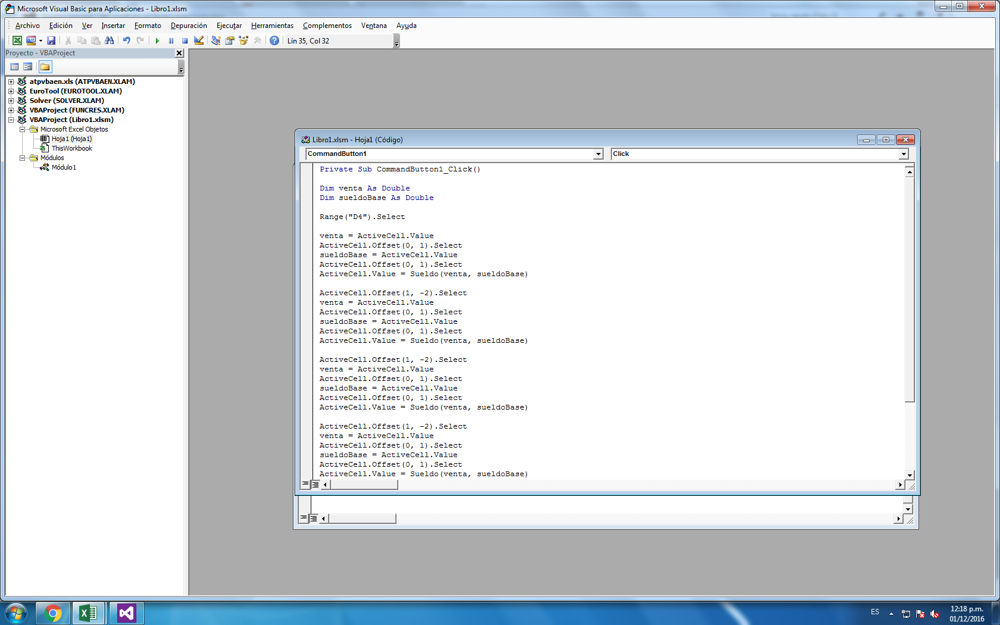 Microsoft Visual Basic para Aplicaciones - Libro1.xlsm
Archivo Edición Ver Insertar Formato Depuración Ejecutar Herramientas Complementos Ventana Ayuda
Lín 35, Col 32
Proyecto - VBAProject
atpvbaen.xls (ATPVBAEN.XLAM)
EuroTool (EUROTOOL.XLAM)
Solver (SOLVER.XLAM)
VBAProject (FUNCRES.XLAM)
VBAProject (Libro1.xlsm)
Microsoft Excel Objetos
Hoja1 (Hoja1)
ThisWorkbook
Módulos
Módulo1
Libro1.xlsm - Hoja1 (Código)
CommandButton1 Click
Private Sub CommandButton1_Click()
Dim venta As Double
Dim sueldoBase As Double
Range("D4").Select
venta = ActiveCell.Value
ActiveCell.Offset(0, 1).Select
sueldoBase = ActiveCell.Value
ActiveCell.Offset(0, 1).Select
ActiveCell.Value = Sueldo(venta, sueldoBase)
ActiveCell.Offset(1, -2).Select
venta = ActiveCell.Value
ActiveCell.Offset(0, 1).Select
sueldoBase = ActiveCell.Value
ActiveCell.Offset(0, 1).Select
ActiveCell.Value = Sueldo(venta, sueldoBase)
ActiveCell.Offset(1, -2).Select
venta = ActiveCell.Value
ActiveCell.Offset(0, 1).Select
sueldoBase = ActiveCell.Value
ActiveCell.Offset(0, 1).Select
ActiveCell.Value = Sueldo(venta, sueldoBase)
ActiveCell.Offset(1, -2).Select
venta = ActiveCell.Value
ActiveCell.Offset(0, 1).Select
sueldoBase = ActiveCell.Value
ActiveCell.Offset(0, 1).Select
ActiveCell.Value = Sueldo(venta, sueldoBase)
ES
12:18 p.m.
01/12/2016